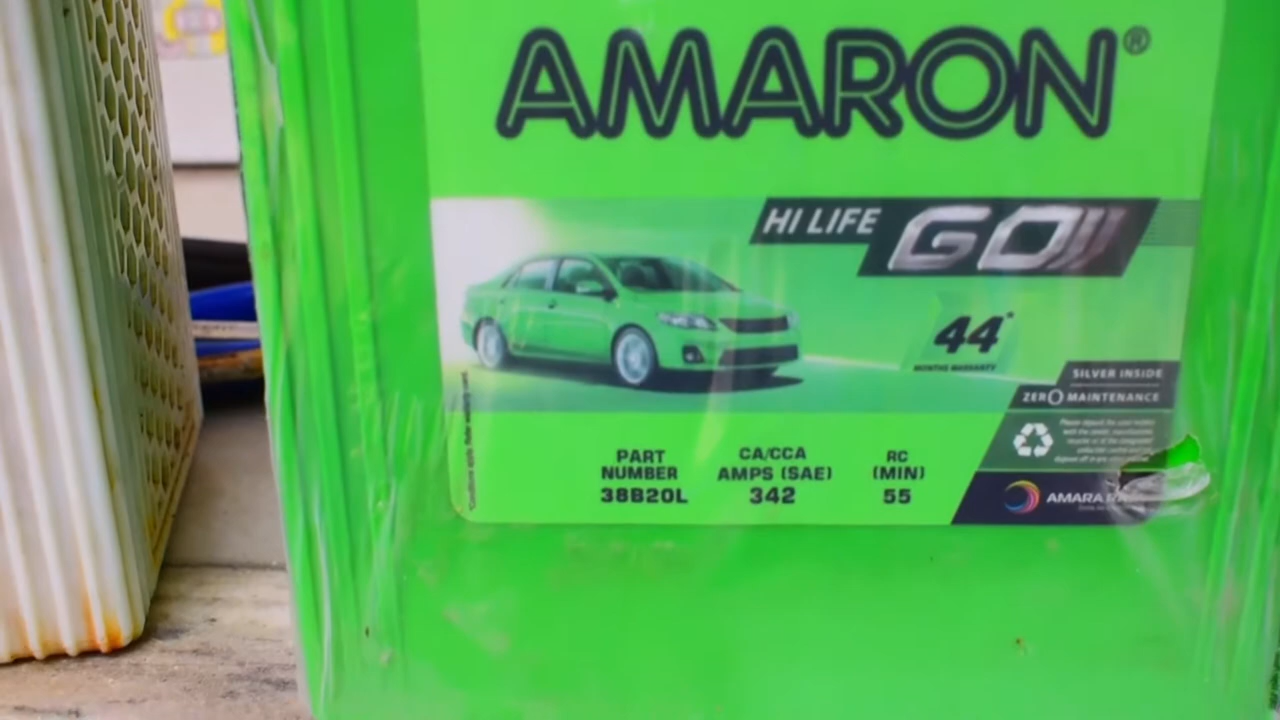 AMARON®
HI LIFE GO
44*
MONTHS WARRANTY
SILVER INSIDE
ZERO MAINTENANCE
PART NUMBER
38B20L
CA/CCA AMPS (SAE)
342
RC (MIN)
55
AMARA